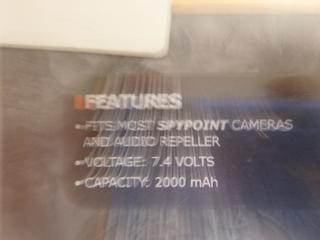 FEATURES
•FITS MOST SPYPOINT CAMERAS
AND AUDIO REPELLER
•VOLTAGE: 7.4 VOLTS
•CAPACITY: 2000 mAh